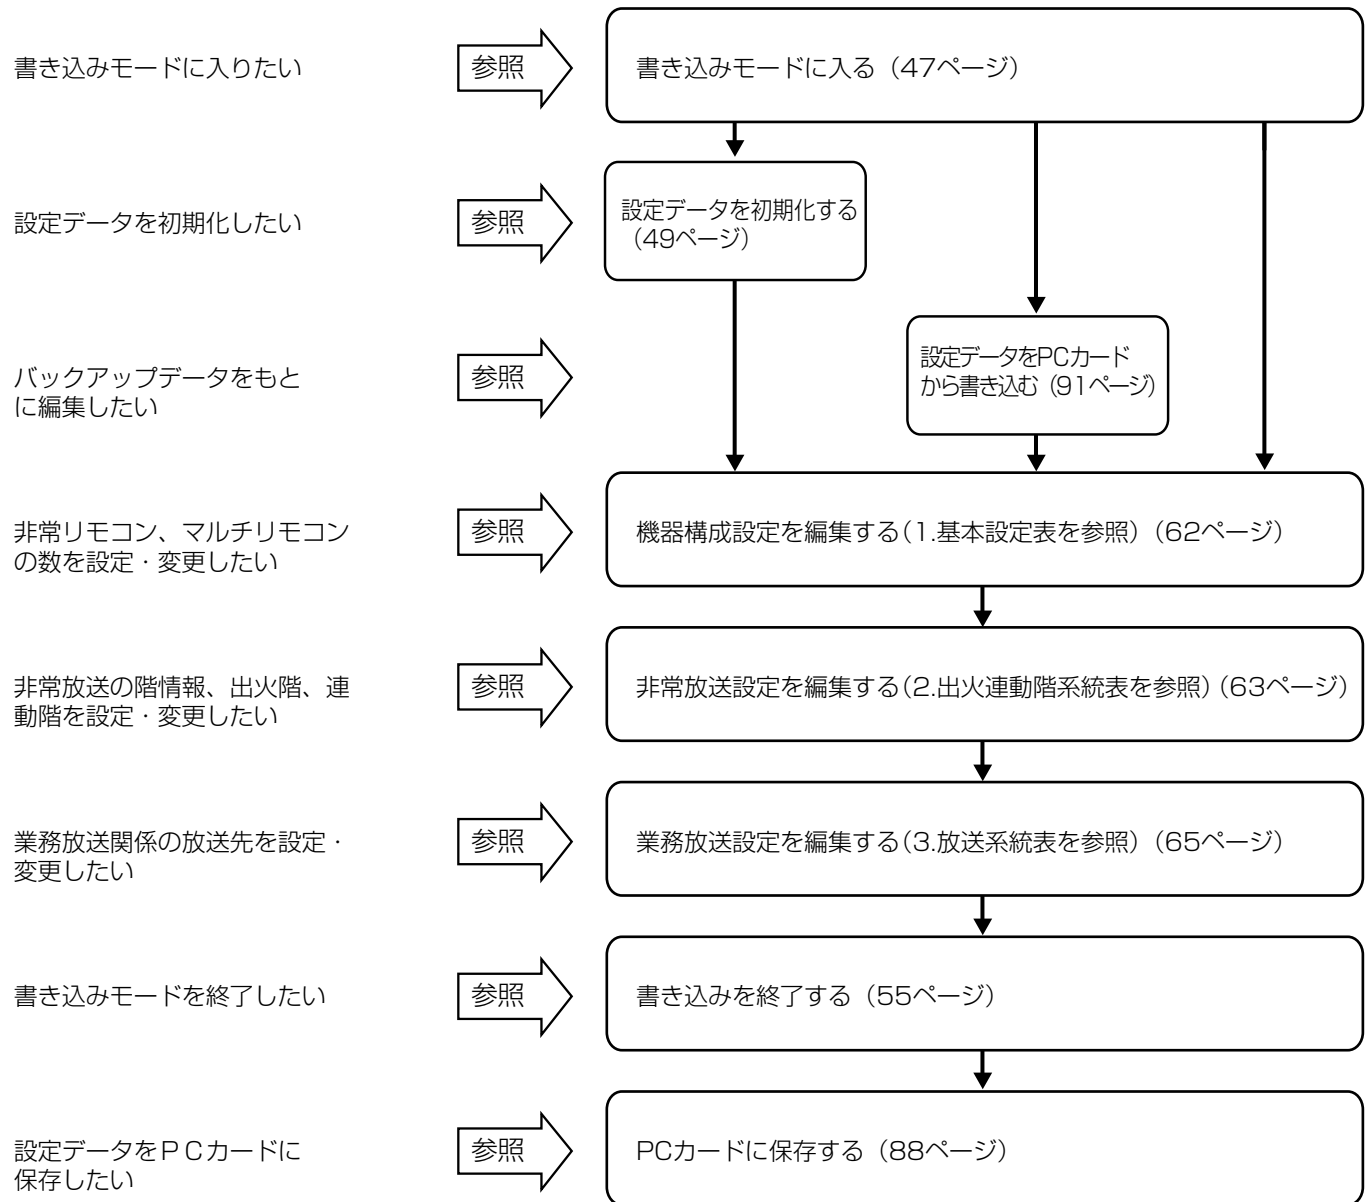 書き込みモードに入りたい
参照
書き込みモードに入る（47ページ）
設定データを初期化したい
参照
設定データを初期化する
（49ページ）
バックアップデータをもと
に編集したい
参照
設定データをPCカード
から書き込む（91ページ）
非常リモコン、マルチリモコン
の数を設定・変更したい
参照
機器構成設定を編集する（1.基本設定表を参照）（62ページ）
非常放送の階情報、出火階、連
動階を設定・変更したい
参照
非常放送設定を編集する（2.出火連動階系統表を参照）（63ページ）
業務放送関係の放送先を設定・
変更したい
参照
業務放送設定を編集する（3.放送系統表を参照）（65ページ）
書き込みモードを終了したい
参照
書き込みを終了する（55ページ）
設定データをＰＣカードに
保存したい
参照
PCカードに保存する（88ページ）